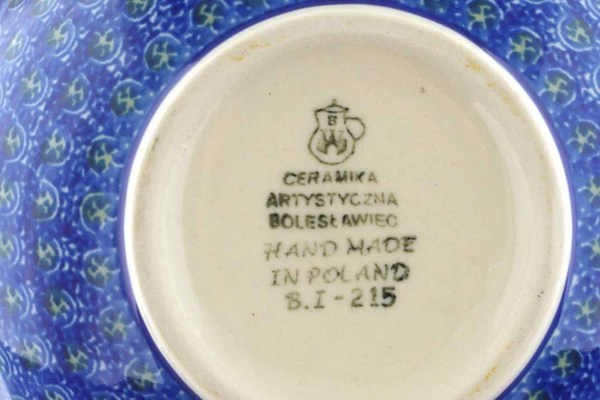 B
W
CERAMIKA
ARTYSTYCZNA
BOLESŁAWIEC
HAND MADE
IN POLAND
B.I-215